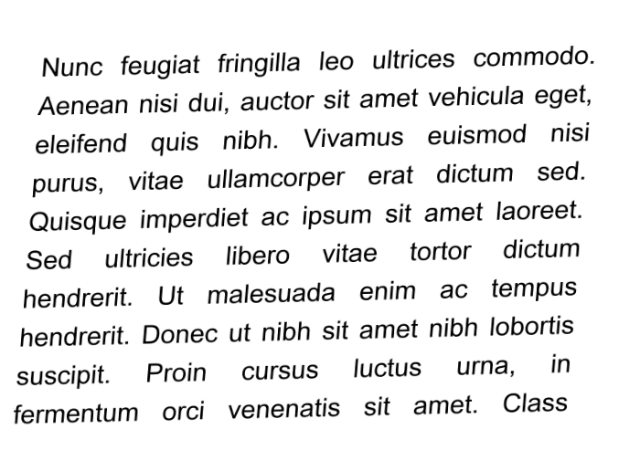 Nunc feugiat fringilla leo ultrices commodo.
Aenean nisi dui, auctor sit amet vehicula eget,
eleifend quis nibh. Vivamus euismod nisi
purus, vitae ullamcorper erat dictum sed.
Quisque imperdiet ac ipsum sit amet laoreet.
Sed ultricies libero vitae tortor dictum
hendrerit. Ut malesuada enim ac tempus
hendrerit. Donec ut nibh sit amet nibh lobortis
suscipit. Proin cursus luctus urna, in
fermentum orci venenatis sit amet. Class